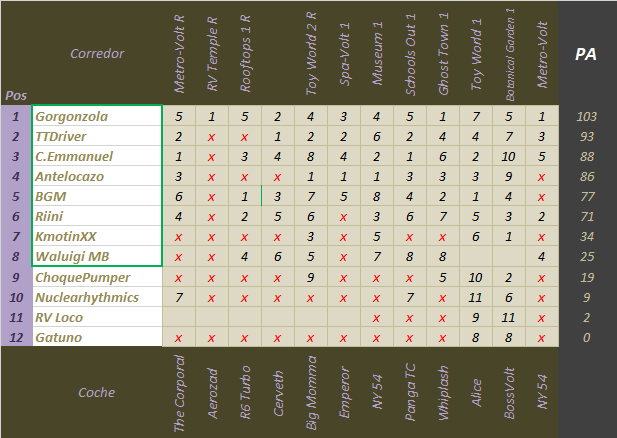 Corredor Metro-Volt R RV Temple R Rooftops 1 R Toy World 2 R Spa-Volt 1 Museum 1 Schools Out 1 Ghost Town 1 Toy World 1 Botanical Garden 1 Metro-Volt PA
Pos
1 Gorgonzola 5 1 5 2 4 3 4 5 1 7 5 1 103
2 TTDriver 2 x x 1 2 2 6 2 4 4 7 3 93
3 C.Emmanuel 1 x 3 4 8 4 2 1 6 2 10 5 88
4 Antelocazo 3 x x x 1 1 1 3 3 3 9 x 86
5 BGM 6 x 1 3 7 5 8 4 2 1 4 x 77
6 Riini 4 x 2 5 6 x 3 6 7 5 3 2 71
7 KmotinXX x x x x 3 x 5 x x 6 1 x 34
8 Waluigi MB x x 4 6 5 x 7 8 8 4 25
9 ChoquePumper x x x x 9 x x x 5 10 2 x 19
10 Nuclearhythmics 7 x x x x x x 7 x 11 6 x 9
11 RV Loco x x x 9 11 x 2
12 Gatuno x x x x x x x x x 8 8 x 0
Coche The Corporal Aerozad R6 Turbo Cerveth Big Momma Emperor NY 54 Panga TC Whiplash Alice BossVolt NY 54